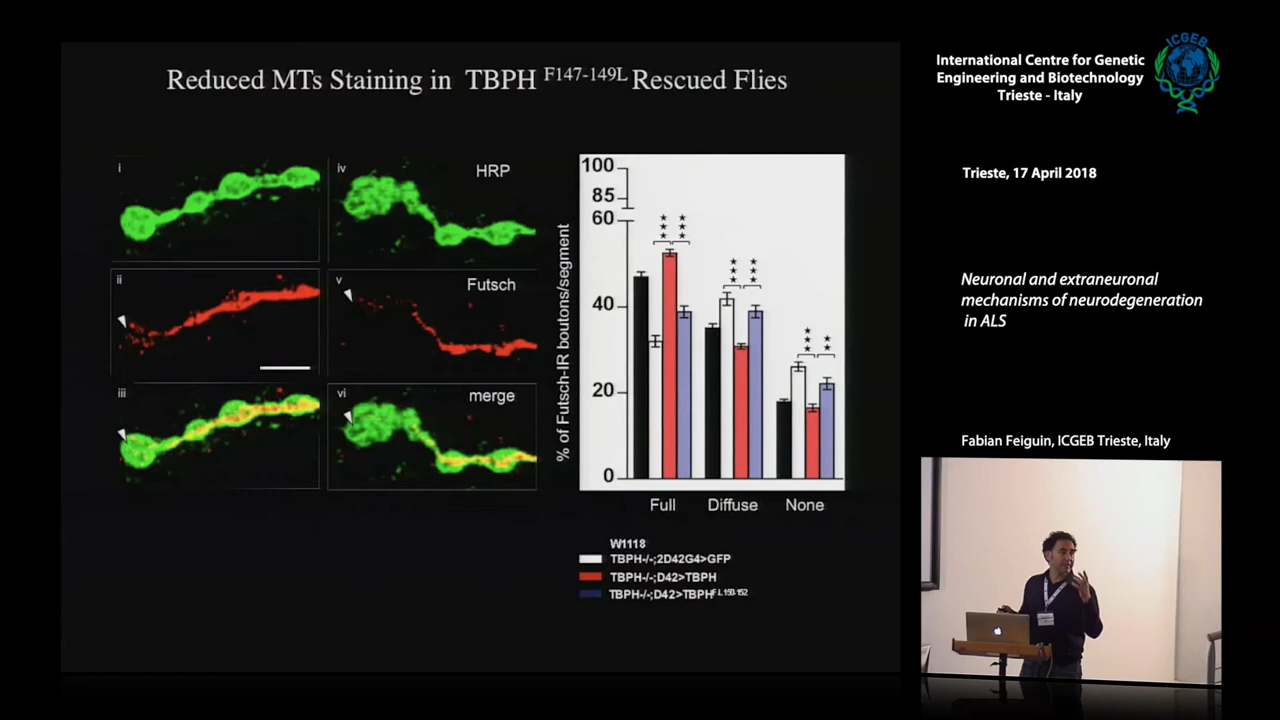 Reduced MTs Staining in TBPH F147-149L Rescued Flies
i
iv
HRP
ii
v
Futsch
iii
vi
merge
% of Futsch-IR boutons/segment
100
85
60
40
20
0
Full
Diffuse
None
W1118
TBPH-/-;2D42G4>GFP
TBPH-/-;D42>TBPH
TBPH-/-;D42>TBPH
ICGEB
International Centre for Genetic
Engineering and Biotechnology
Trieste - Italy
Trieste, 17 April 2018
Neuronal and extraneuronal
mechanisms of neurodegeneration
in ALS
Fabian Feiguin, ICGEB Trieste, Italy